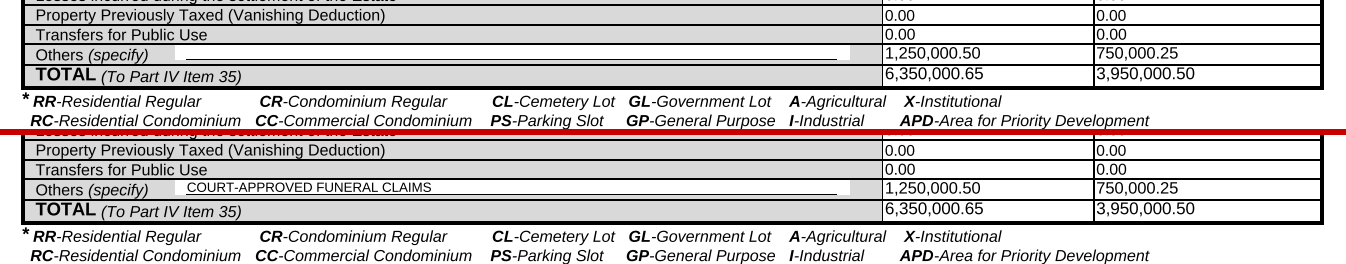 Property Previously Taxed (Vanishing Deduction) 0.00 0.00
Transfers for Public Use 0.00 0.00
Others (specify) 1,250,000.50 750,000.25
TOTAL (To Part IV Item 35) 6,350,000.65 3,950,000.50
* RR-Residential Regular CR-Condominium Regular CL-Cemetery Lot GL-Government Lot A-Agricultural X-Institutional
RC-Residential Condominium CC-Commercial Condominium PS-Parking Slot GP-General Purpose I-Industrial APD-Area for Priority Development
Property Previously Taxed (Vanishing Deduction) 0.00 0.00
Transfers for Public Use 0.00 0.00
Others (specify) COURT-APPROVED FUNERAL CLAIMS 1,250,000.50 750,000.25
TOTAL (To Part IV Item 35) 6,350,000.65 3,950,000.50
* RR-Residential Regular CR-Condominium Regular CL-Cemetery Lot GL-Government Lot A-Agricultural X-Institutional
RC-Residential Condominium CC-Commercial Condominium PS-Parking Slot GP-General Purpose I-Industrial APD-Area for Priority Development